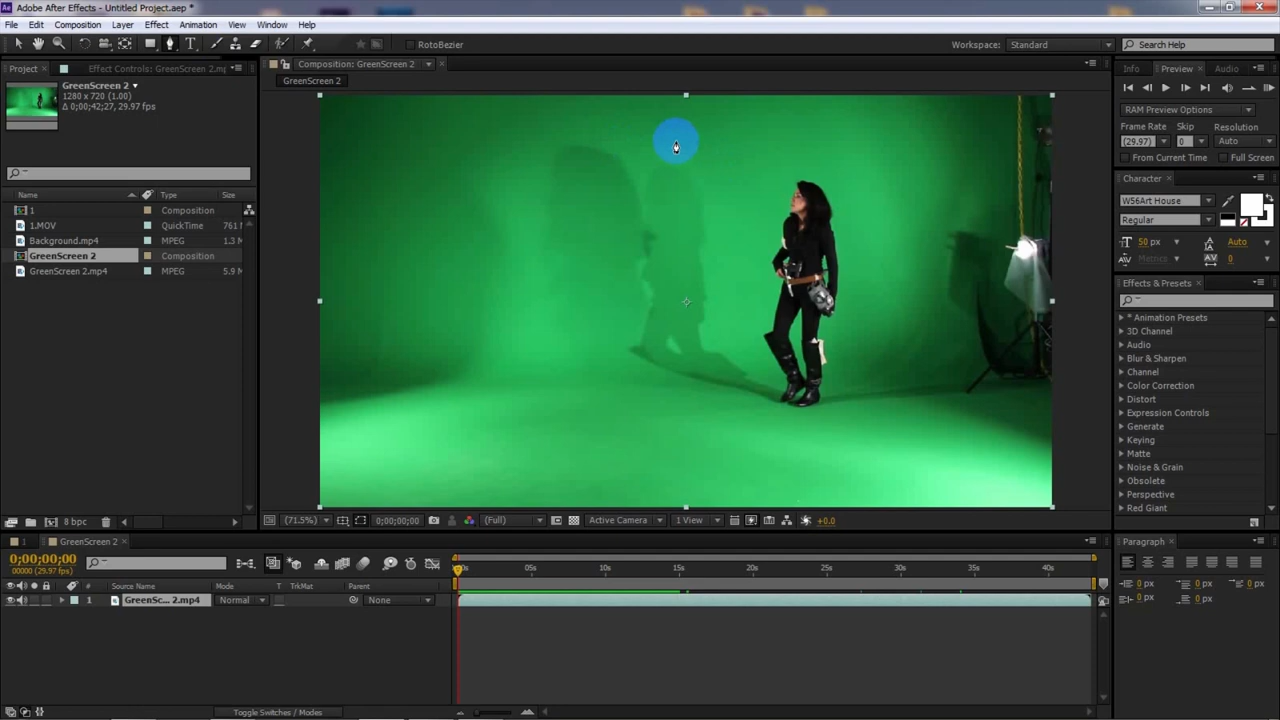 Ae Adobe After Effects - Untitled Project.aep *
File Edit Composition Layer Effect Animation View Window Help
RotoBezier
Workspace: Standard
Search Help
Project
Effect Controls: GreenScreen 2.m
GreenScreen 2
1280 x 720 (1.00)
Δ 0;00;42;27, 29.97 fps
Name Type Size
1 Composition
1.MOV QuickTime 761 M
Background.mp4 MPEG 1.3 M
GreenScreen 2 Composition
GreenScreen 2.mp4 MPEG 5.9 M
8 bpc
Composition: GreenScreen 2
GreenScreen 2
(71.5%) 0;00;00;00 (Full) Active Camera 1 View +0.0
Info Preview Audio
RAM Preview Options
Frame Rate Skip Resolution
(29.97) 0 Auto
From Current Time Full Screen
Character
W56Art House
Regular
50 px Auto
Metrics 0
Effects & Presets
* Animation Presets
3D Channel
Audio
Blur & Sharpen
Channel
Color Correction
Distort
Expression Controls
Generate
Keying
Matte
Noise & Grain
Obsolete
Perspective
Red Giant
1 GreenScreen 2
0;00;00;00
00000 (29.97 fps)
# Source Name Mode T TrkMat Parent
1 GreenSc... 2.mp4 Normal None
05s 10s 15s 20s 25s 30s 35s 40s
Toggle Switches / Modes
Paragraph
0 px 0 px 0 px
0 px 0 px